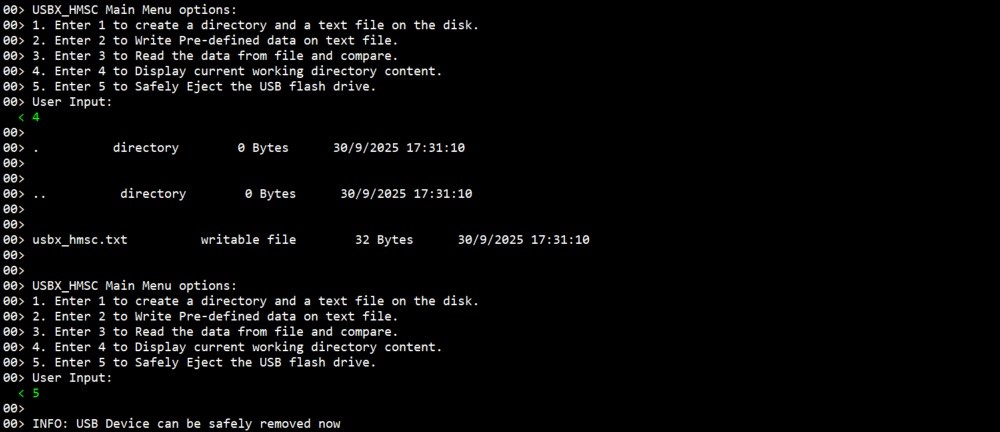 00> USBX_HMSC Main Menu options:
00> 1. Enter 1 to create a directory and a text file on the disk.
00> 2. Enter 2 to Write Pre-defined data on text file.
00> 3. Enter 3 to Read the data from file and compare.
00> 4. Enter 4 to Display current working directory content.
00> 5. Enter 5 to Safely Eject the USB flash drive.
00> User Input:
< 4
00>
00> .          directory        0 Bytes      30/9/2025 17:31:10
00>
00>
00> ..          directory        0 Bytes      30/9/2025 17:31:10
00>
00>
00> usbx_hmsc.txt          writable file        32 Bytes      30/9/2025 17:31:10
00>
00>
00> USBX_HMSC Main Menu options:
00> 1. Enter 1 to create a directory and a text file on the disk.
00> 2. Enter 2 to Write Pre-defined data on text file.
00> 3. Enter 3 to Read the data from file and compare.
00> 4. Enter 4 to Display current working directory content.
00> 5. Enter 5 to Safely Eject the USB flash drive.
00> User Input:
< 5
00>
00> INFO: USB Device can be safely removed now